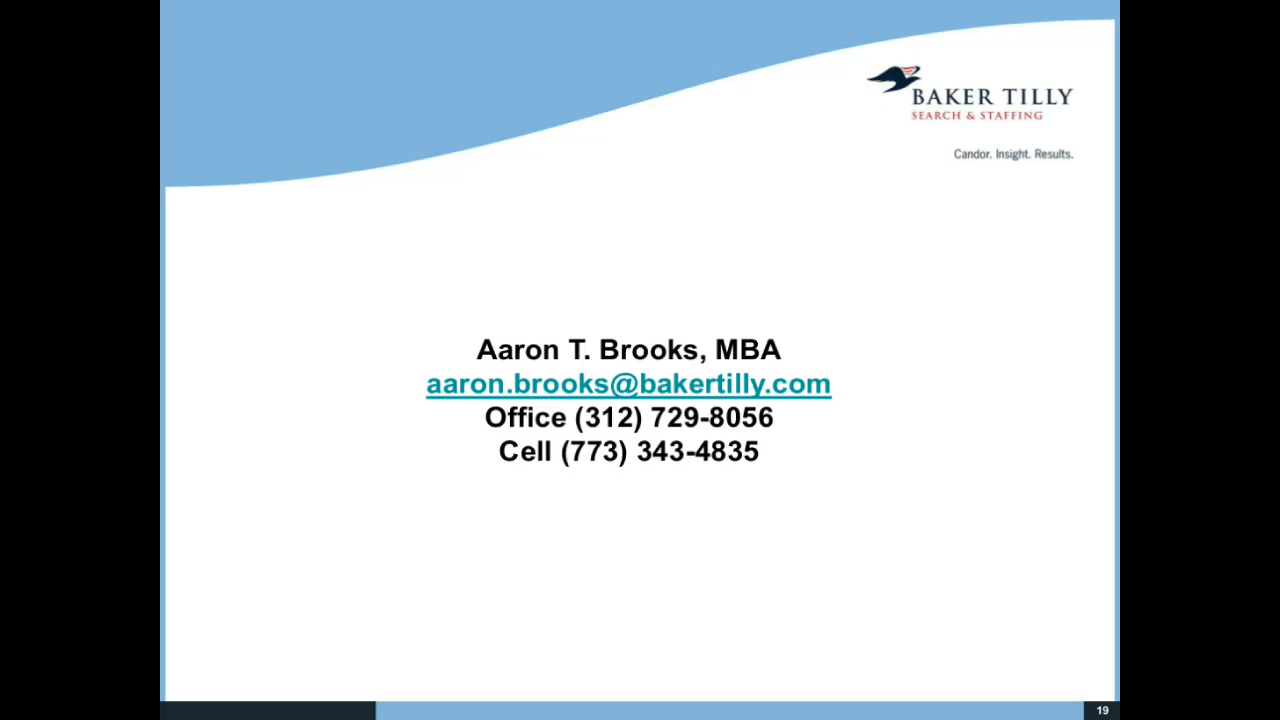 BAKER TILLY
SEARCH & STAFFING
Candor. Insight. Results.
Aaron T. Brooks, MBA
aaron.brooks@bakertilly.com
Office (312) 729-8056
Cell (773) 343-4835
19